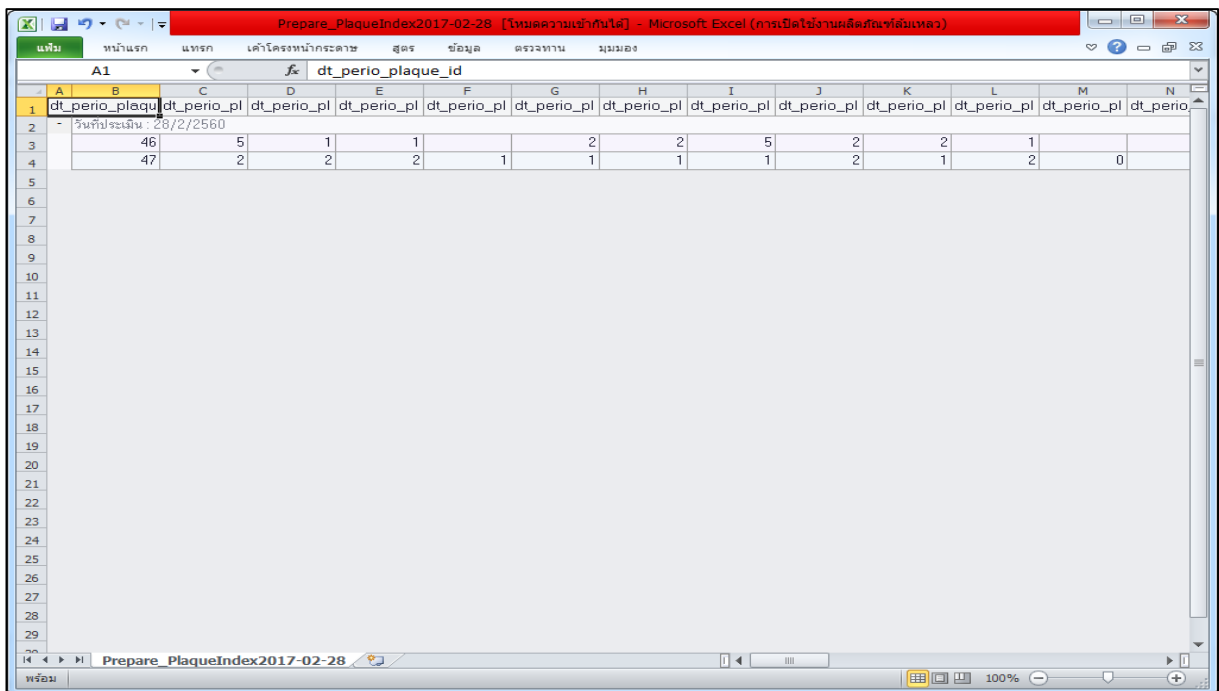 Prepare_PlaqueIndex2017-02-28 [โหมดความเข้ากันได้] - Microsoft Excel (การเปิดใช้งานผลิตภัณฑ์ล้มเหลว)
แฟ้ม หน้าแรก แทรก เค้าโครงหน้ากระดาษ สูตร ข้อมูล ตรวจทาน มุมมอง
A1 fx dt_perio_plaque_id
A B C D E F G H I J K L M N
1 dt_perio_plaqu dt_perio_pl dt_perio_pl dt_perio_pl dt_perio_pl dt_perio_pl dt_perio_pl dt_perio_pl dt_perio_pl dt_perio_pl dt_perio_pl dt_perio_pl dt_perio_
2 - วันที่ประเมิน : 28/2/2560
3 46 5 1 1 2 2 5 2 2 1
4 47 2 2 2 1 1 1 1 2 1 2 0
5
6
7
8
9
10
11
12
13
14
15
16
17
18
19
20
21
22
23
24
25
26
27
28
29
Prepare_PlaqueIndex2017-02-28
พร้อม 100%